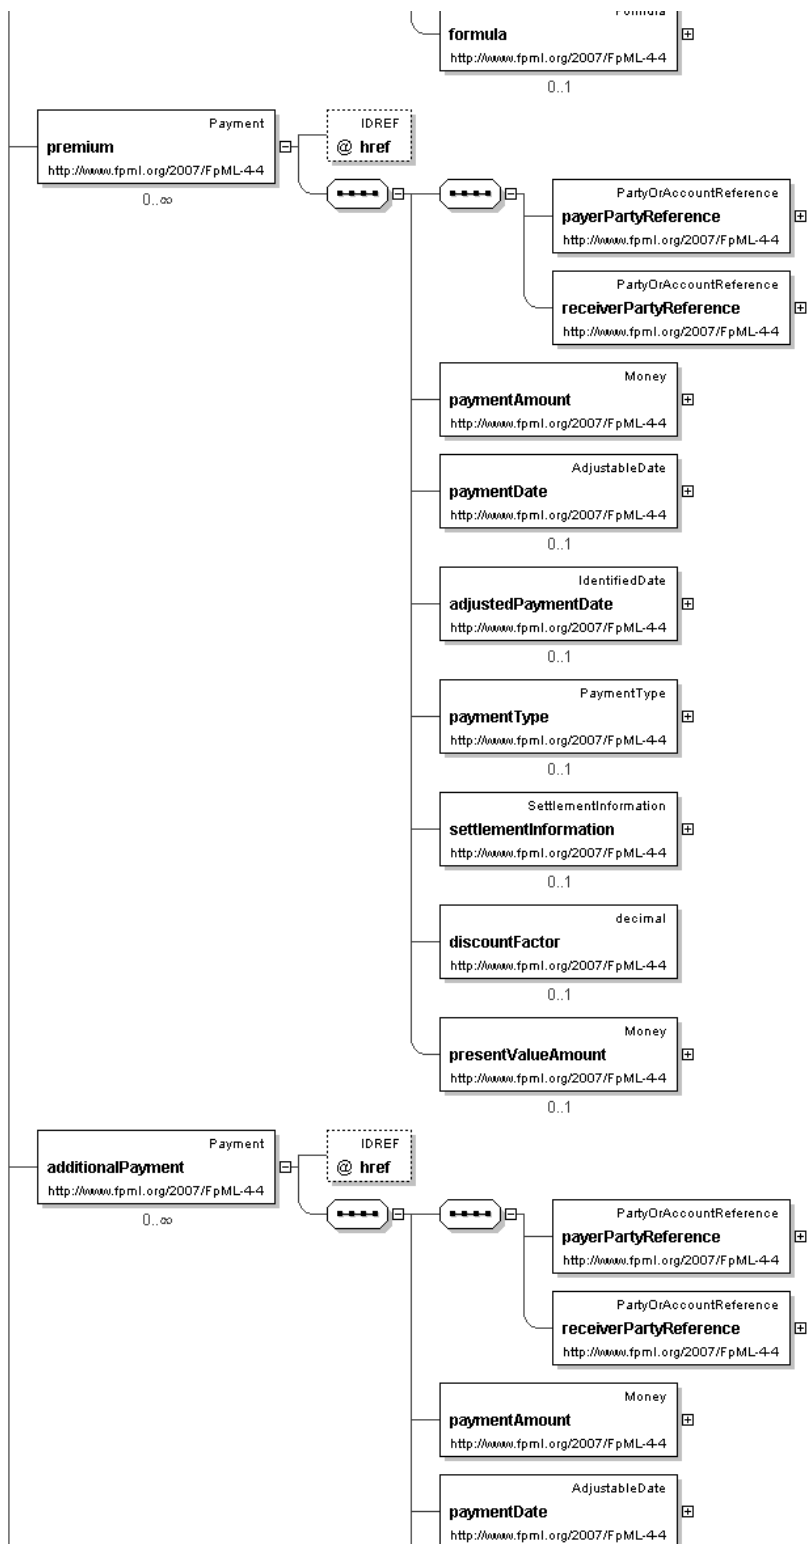 Formula
formula
http://www.fpml.org/2007/FpML-4-4
0..1
Payment
premium
http://www.fpml.org/2007/FpML-4-4
0..∞
IDREF
@ href
PartyOrAccountReference
payerPartyReference
http://www.fpml.org/2007/FpML-4-4
PartyOrAccountReference
receiverPartyReference
http://www.fpml.org/2007/FpML-4-4
Money
paymentAmount
http://www.fpml.org/2007/FpML-4-4
AdjustableDate
paymentDate
http://www.fpml.org/2007/FpML-4-4
0..1
IdentifiedDate
adjustedPaymentDate
http://www.fpml.org/2007/FpML-4-4
0..1
PaymentType
paymentType
http://www.fpml.org/2007/FpML-4-4
0..1
SettlementInformation
settlementInformation
http://www.fpml.org/2007/FpML-4-4
0..1
decimal
discountFactor
http://www.fpml.org/2007/FpML-4-4
0..1
Money
presentValueAmount
http://www.fpml.org/2007/FpML-4-4
0..1
Payment
additionalPayment
http://www.fpml.org/2007/FpML-4-4
0..∞
IDREF
@ href
PartyOrAccountReference
payerPartyReference
http://www.fpml.org/2007/FpML-4-4
PartyOrAccountReference
receiverPartyReference
http://www.fpml.org/2007/FpML-4-4
Money
paymentAmount
http://www.fpml.org/2007/FpML-4-4
AdjustableDate
paymentDate
http://www.fpml.org/2007/FpML-4-4